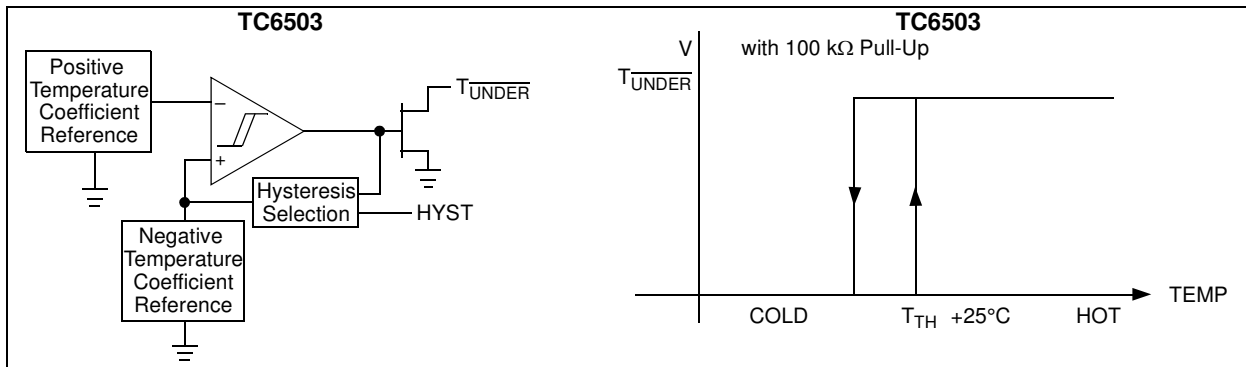 TC6503
Positive
Temperature
Coefficient
Reference
−
+
T_UNDER
Hysteresis
Selection
HYST
Negative
Temperature
Coefficient
Reference
TC6503
V
with 100 kΩ Pull-Up
T_UNDER
TEMP
COLD
T_TH +25°C
HOT